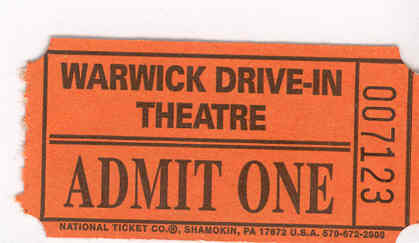 WARWICK DRIVE-IN
THEATRE
ADMIT ONE
007123
NATIONAL TICKET CO.®, SHAMOKIN, PA 17872 U.S.A. 570-672-2900